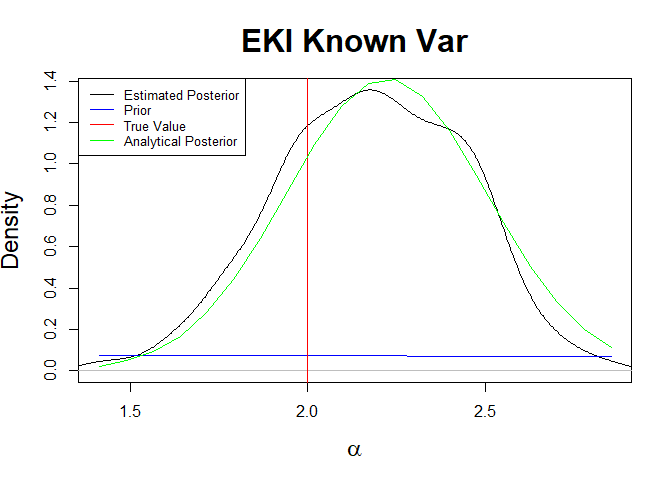 EKI Known Var
Estimated Posterior
Prior
True Value
Analytical Posterior
Density
0.0 0.2 0.4 0.6 0.8 1.0 1.2 1.4
1.5 2.0 2.5
α